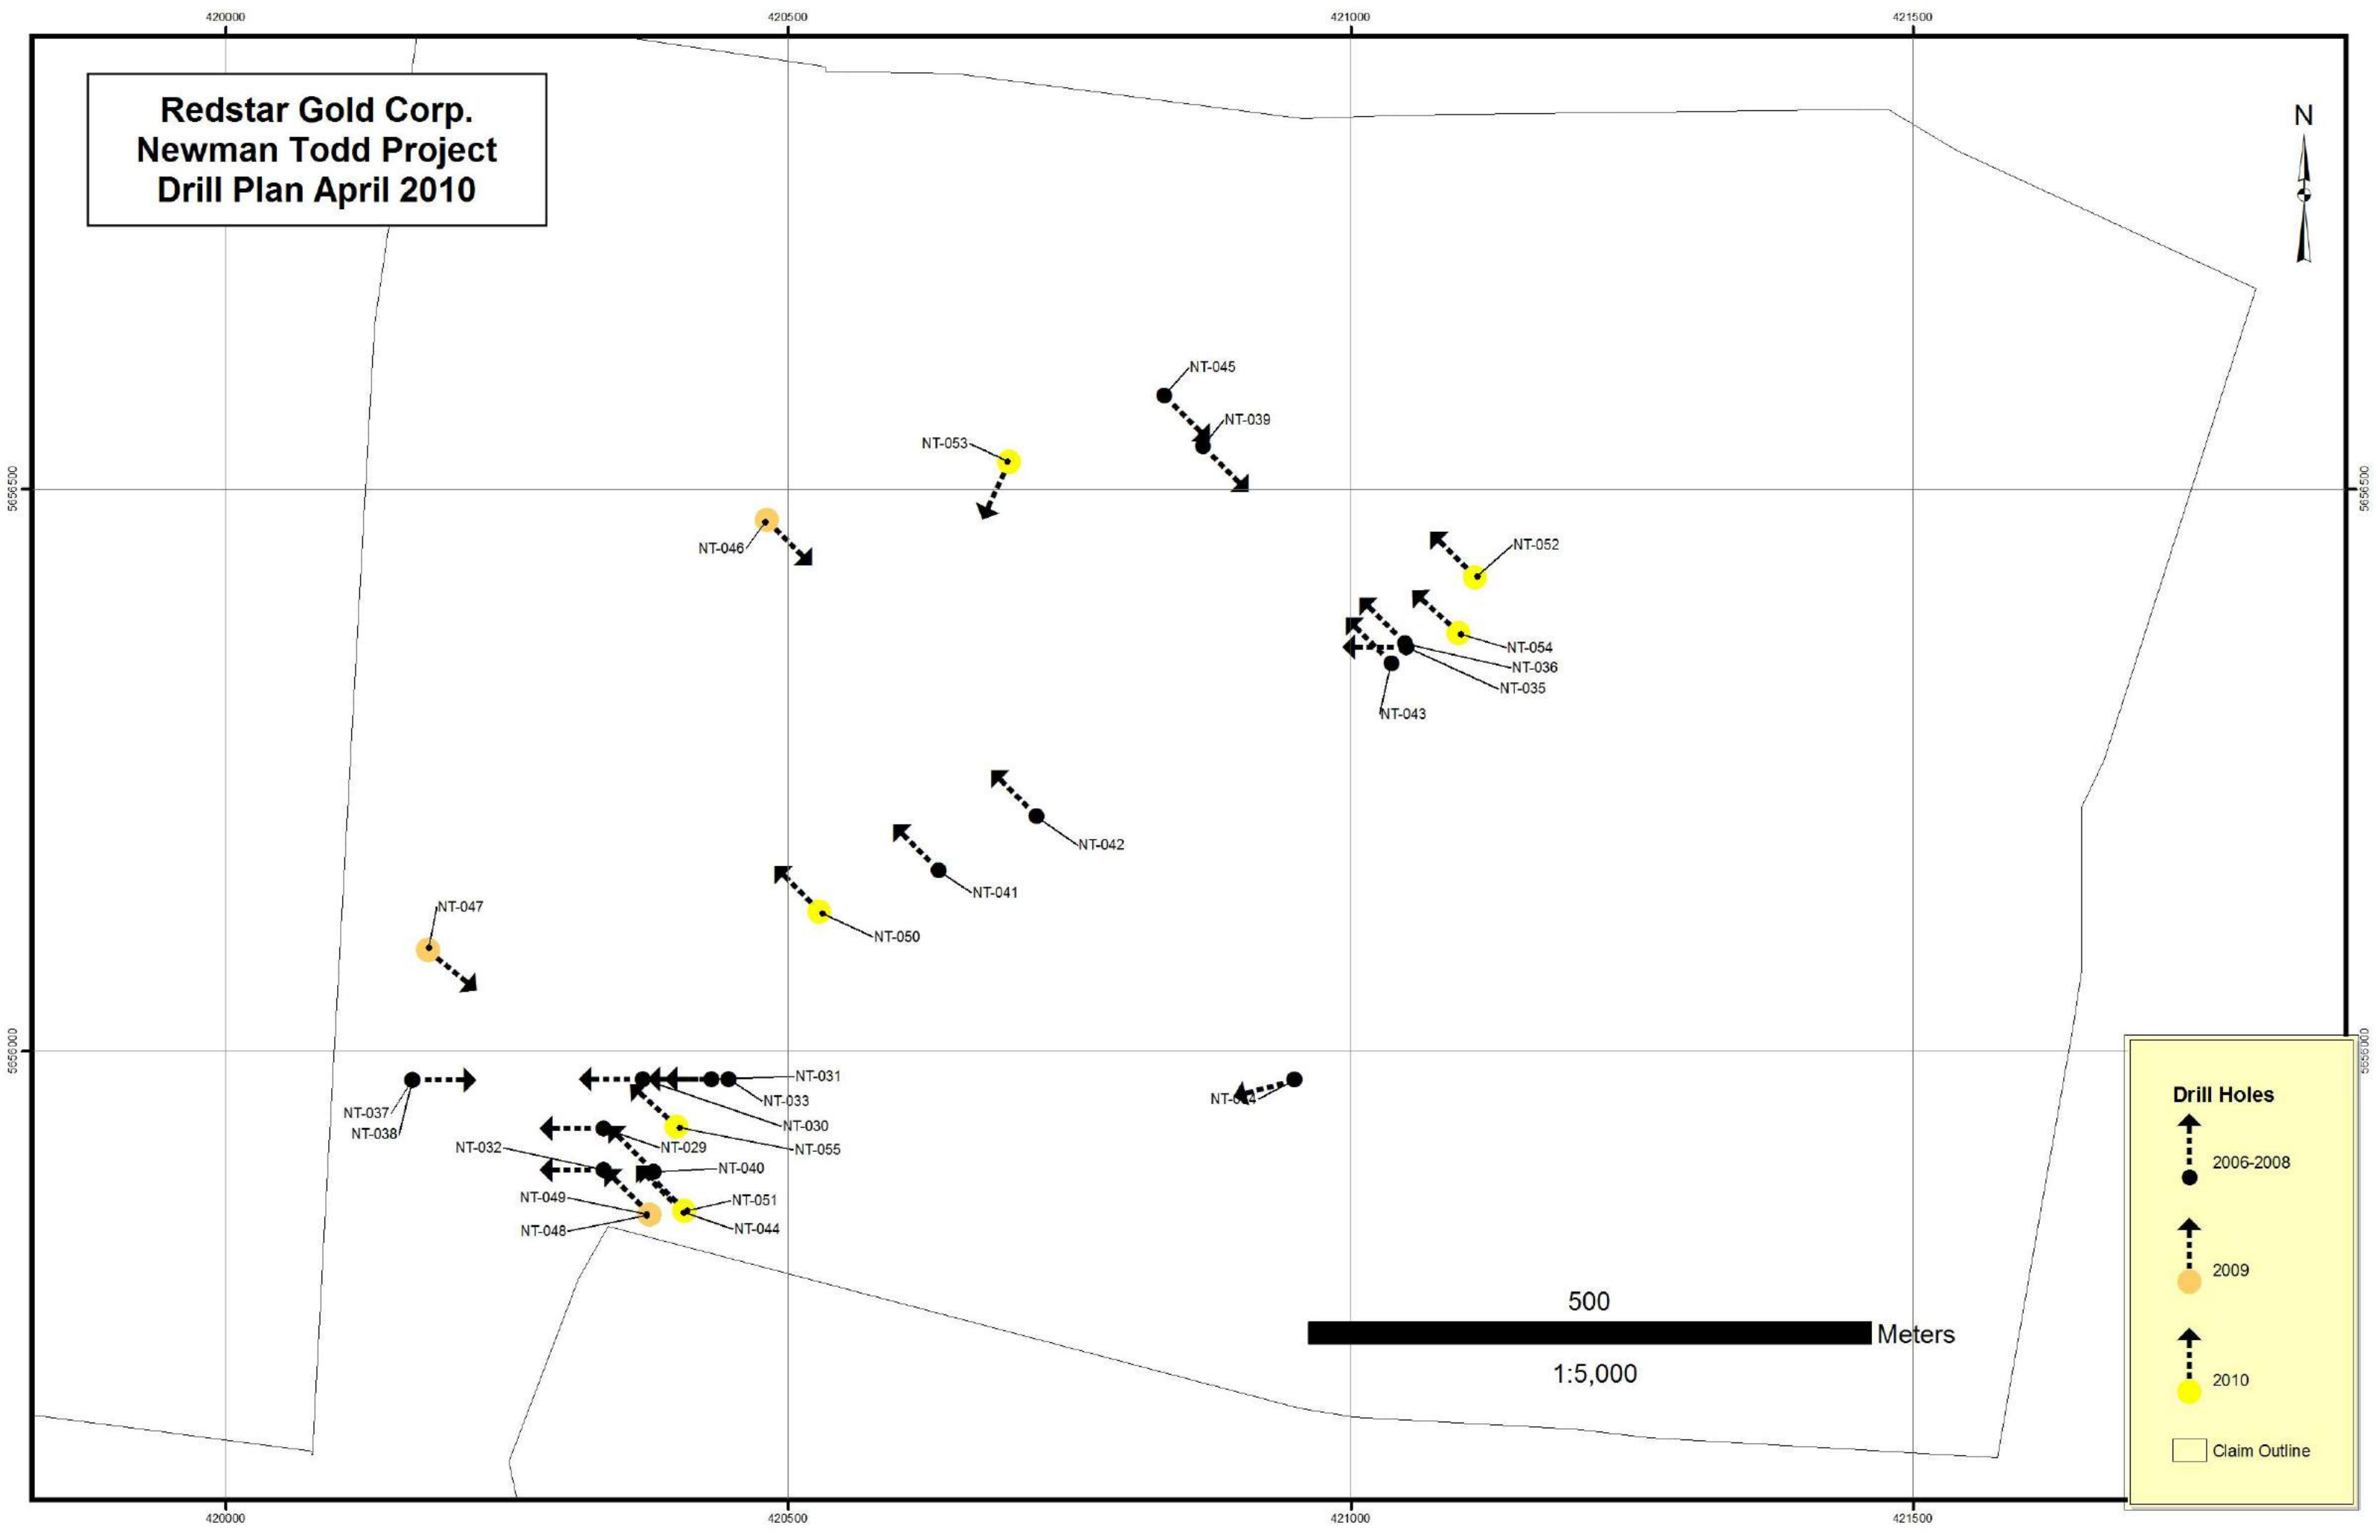 420000
420500
421000
421500
Redstar Gold Corp.
Newman Todd Project
Drill Plan April 2010
N
NT-045
NT-039
NT-053
5656500
5656500
NT-046
NT-052
NT-054
NT-036
NT-035
NT-043
NT-042
NT-041
NT-047
NT-050
5656000
5656000
NT-031
NT-037
NT-033
NT-038
NT-030
NT-032
NT-029
NT-055
NT-040
NT-049
NT-051
NT-048
NT-044
Drill Holes
2006-2008
2009
2010
Claim Outline
500
Meters
1:5,000
420000
420500
421000
421500